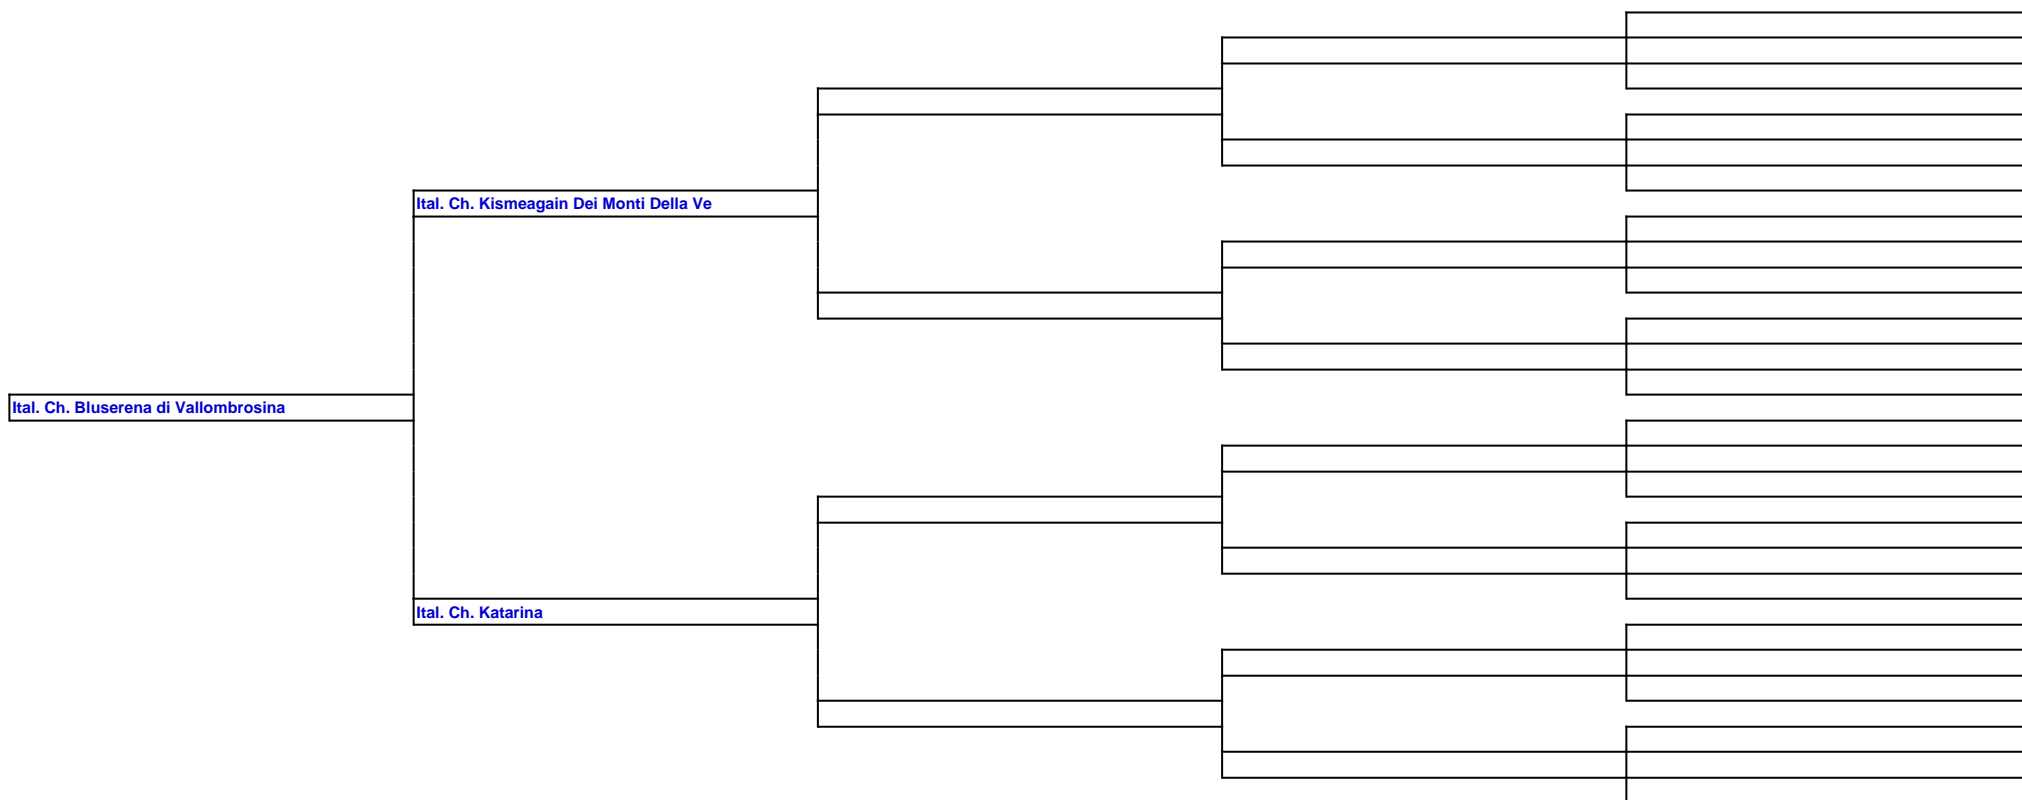 Ital. Ch. Kismeagain Dei Monti Della Ve
Ital. Ch. Bluserena di Vallombrosina
Ital. Ch. Katarina